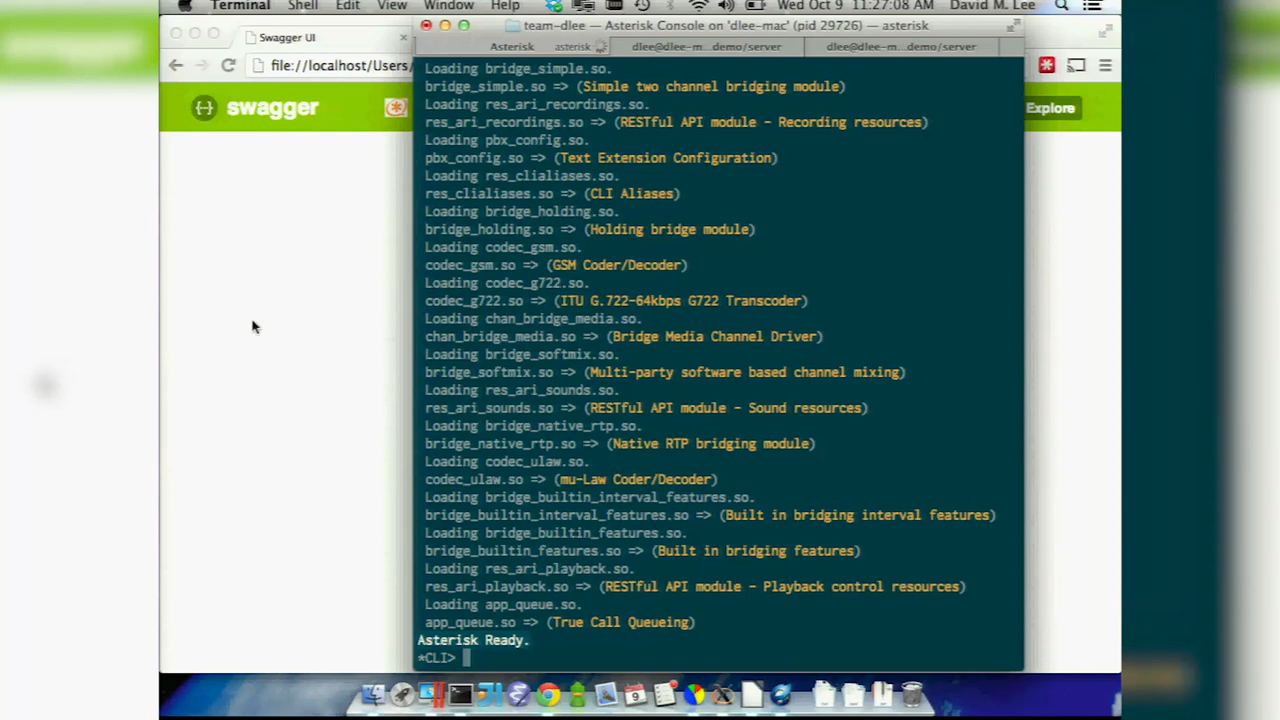 Terminal Shell Edit View Window Help Wed Oct 9 11:27:08 AM David M. Lee
team-dlee — Asterisk Console on 'dlee-mac' (pid 29726) — asterisk
Swagger UI
Asterisk asterisk dlee@dlee-m…demo/server dlee@dlee-m…demo/server
file://localhost/Users/
swagger
Explore
Loading bridge_simple.so.
bridge_simple.so => (Simple two channel bridging module)
Loading res_ari_recordings.so.
res_ari_recordings.so => (RESTful API module - Recording resources)
Loading pbx_config.so.
pbx_config.so => (Text Extension Configuration)
Loading res_clialiases.so.
res_clialiases.so => (CLI Aliases)
Loading bridge_holding.so.
bridge_holding.so => (Holding bridge module)
Loading codec_gsm.so.
codec_gsm.so => (GSM Coder/Decoder)
Loading codec_g722.so.
codec_g722.so => (ITU G.722-64kbps G722 Transcoder)
Loading chan_bridge_media.so.
chan_bridge_media.so => (Bridge Media Channel Driver)
Loading bridge_softmix.so.
bridge_softmix.so => (Multi-party software based channel mixing)
Loading res_ari_sounds.so.
res_ari_sounds.so => (RESTful API module - Sound resources)
Loading bridge_native_rtp.so.
bridge_native_rtp.so => (Native RTP bridging module)
Loading codec_ulaw.so.
codec_ulaw.so => (mu-Law Coder/Decoder)
Loading bridge_builtin_interval_features.so.
bridge_builtin_interval_features.so => (Built in bridging interval features)
Loading bridge_builtin_features.so.
bridge_builtin_features.so => (Built in bridging features)
Loading res_ari_playback.so.
res_ari_playback.so => (RESTful API module - Playback control resources)
Loading app_queue.so.
app_queue.so => (True Call Queueing)
Asterisk Ready.
*CLI>